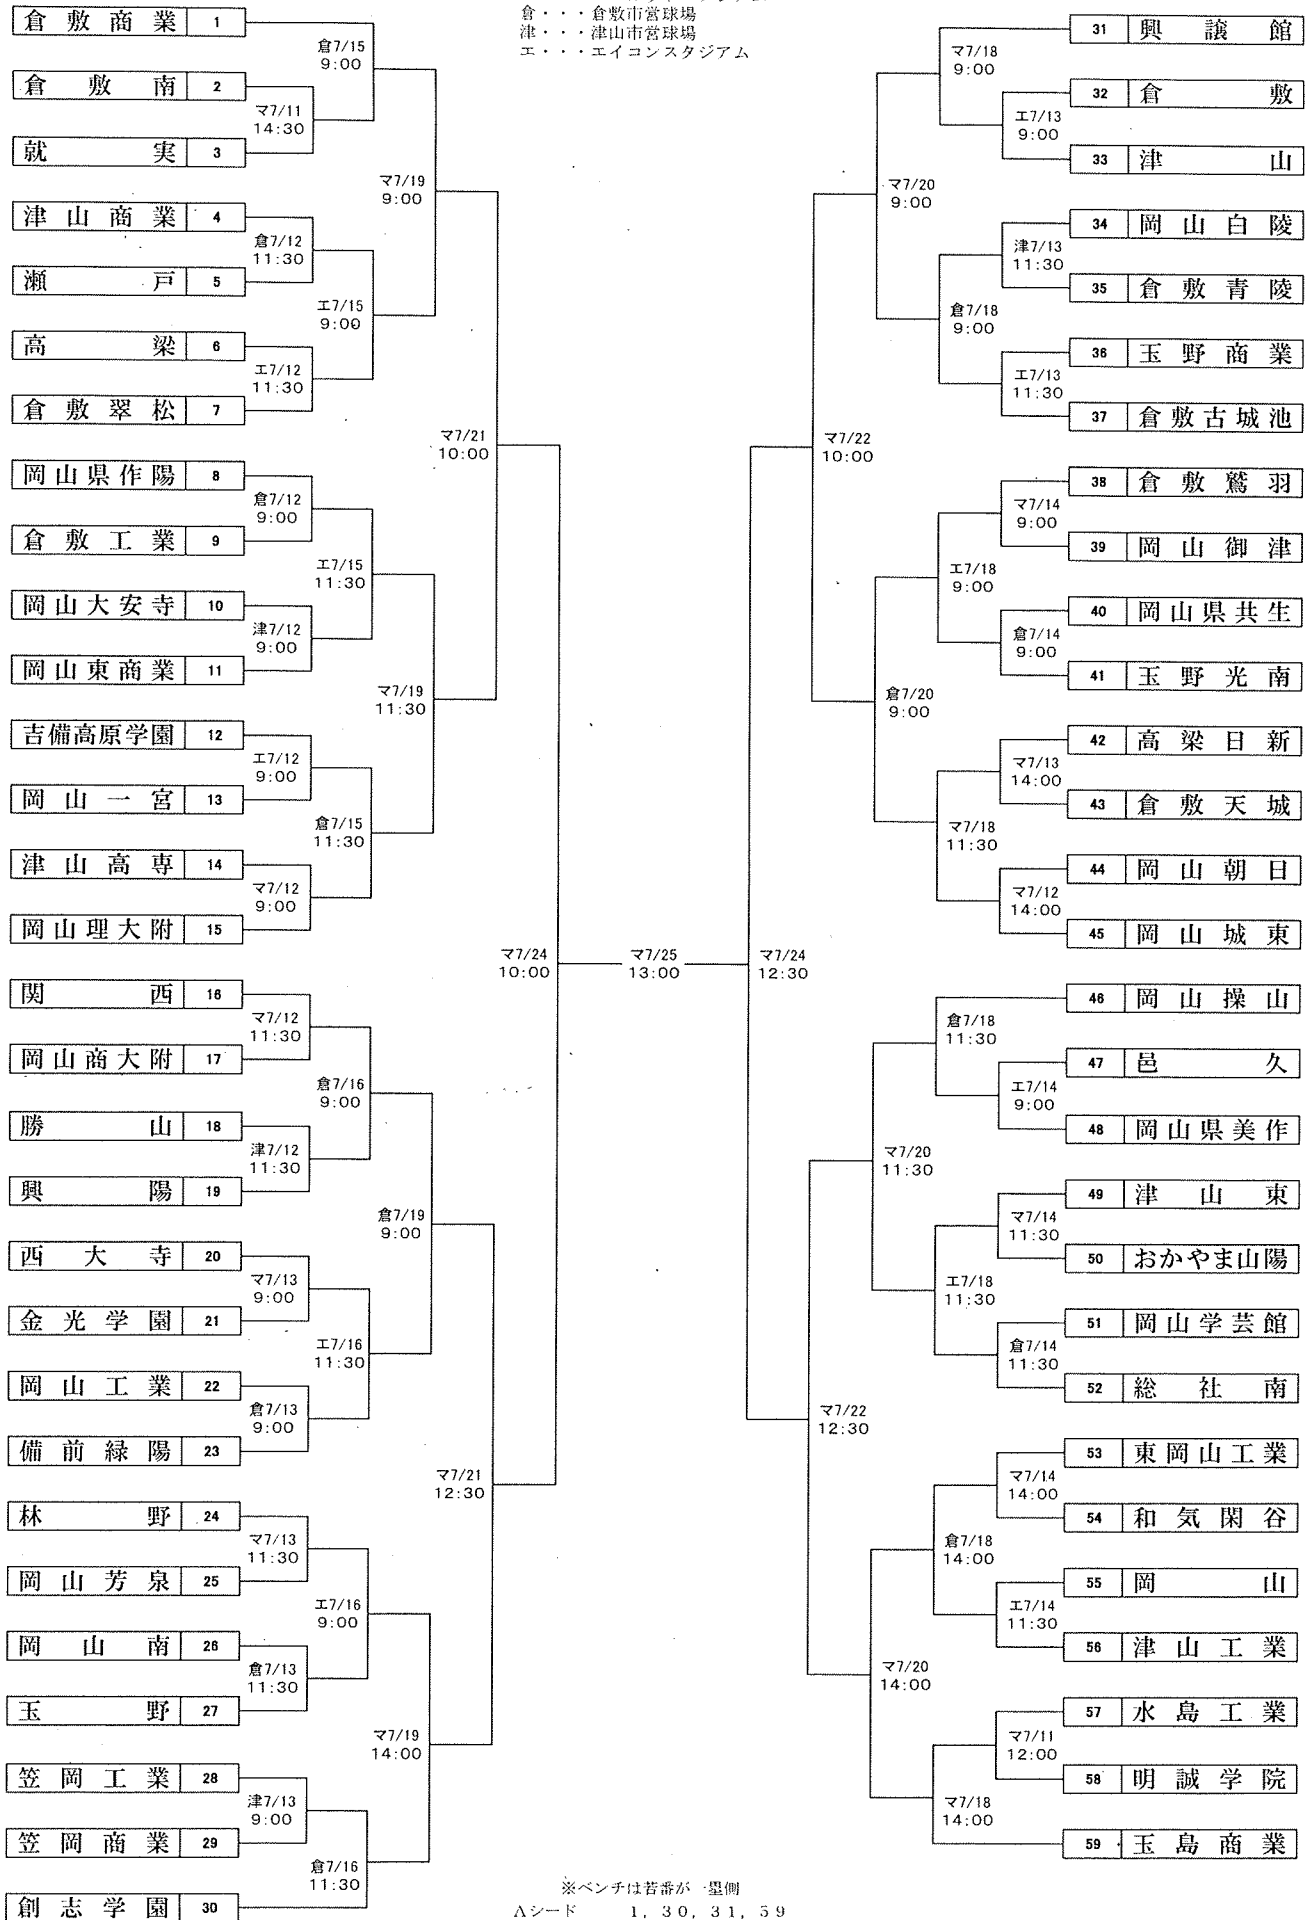 倉・・・倉敷市営球場
津・・・津山市営球場
エ・・・エイコンスタジアム
倉敷商業 1
倉敷南 2
就実 3
津山商業 4
瀬戸 5
高梁 6
倉敷翠松 7
岡山県作陽 8
倉敷工業 9
岡山大安寺 10
岡山東商業 11
吉備高原学園 12
岡山一宮 13
津山高専 14
岡山理大附 15
関西 16
岡山商大附 17
勝山 18
興陽 19
西大寺 20
金光学園 21
岡山工業 22
備前緑陽 23
林野 24
岡山芳泉 25
岡山南 26
玉野 27
笠岡工業 28
笠岡商業 29
創志学園 30
倉7/15
9:00
マ7/11
14:30
マ7/19
9:00
倉7/12
11:30
エ7/15
9:00
エ7/12
11:30
マ7/21
10:00
倉7/12
9:00
エ7/15
11:30
津7/12
9:00
マ7/19
11:30
エ7/12
9:00
倉7/15
11:30
マ7/12
9:00
マ7/24
10:00
マ7/12
11:30
倉7/16
9:00
津7/12
11:30
倉7/19
9:00
マ7/13
9:00
エ7/16
11:30
倉7/13
9:00
マ7/21
12:30
マ7/13
11:30
エ7/16
9:00
倉7/13
11:30
マ7/19
14:00
津7/13
9:00
倉7/16
11:30
マ7/25
13:00
31 興譲館
32 倉敷
33 津山
34 岡山白陵
35 倉敷青陵
36 玉野商業
37 倉敷古城池
38 倉敷鷲羽
39 岡山御津
40 岡山県共生
41 玉野光南
42 高梁日新
43 倉敷天城
44 岡山朝日
45 岡山城東
46 岡山操山
47 邑久
48 岡山県美作
49 津山東
50 おかやま山陽
51 岡山学芸館
52 総社南
53 東岡山工業
54 和気閑谷
55 岡山
56 津山工業
57 水島工業
58 明誠学院
59 玉島商業
マ7/18
9:00
エ7/13
9:00
マ7/20
9:00
津7/13
11:30
倉7/18
9:00
エ7/13
11:30
マ7/22
10:00
マ7/14
9:00
エ7/18
9:00
倉7/14
9:00
倉7/20
9:00
マ7/13
14:00
マ7/18
11:30
マ7/12
14:00
マ7/24
12:30
倉7/18
11:30
エ7/14
9:00
マ7/20
11:30
マ7/14
11:30
エ7/18
11:30
倉7/14
11:30
マ7/22
12:30
マ7/14
14:00
倉7/18
14:00
エ7/14
11:30
マ7/20
14:00
マ7/11
12:00
マ7/18
14:00
※ベンチは若番が一塁側
Aシード 1, 30, 31, 59